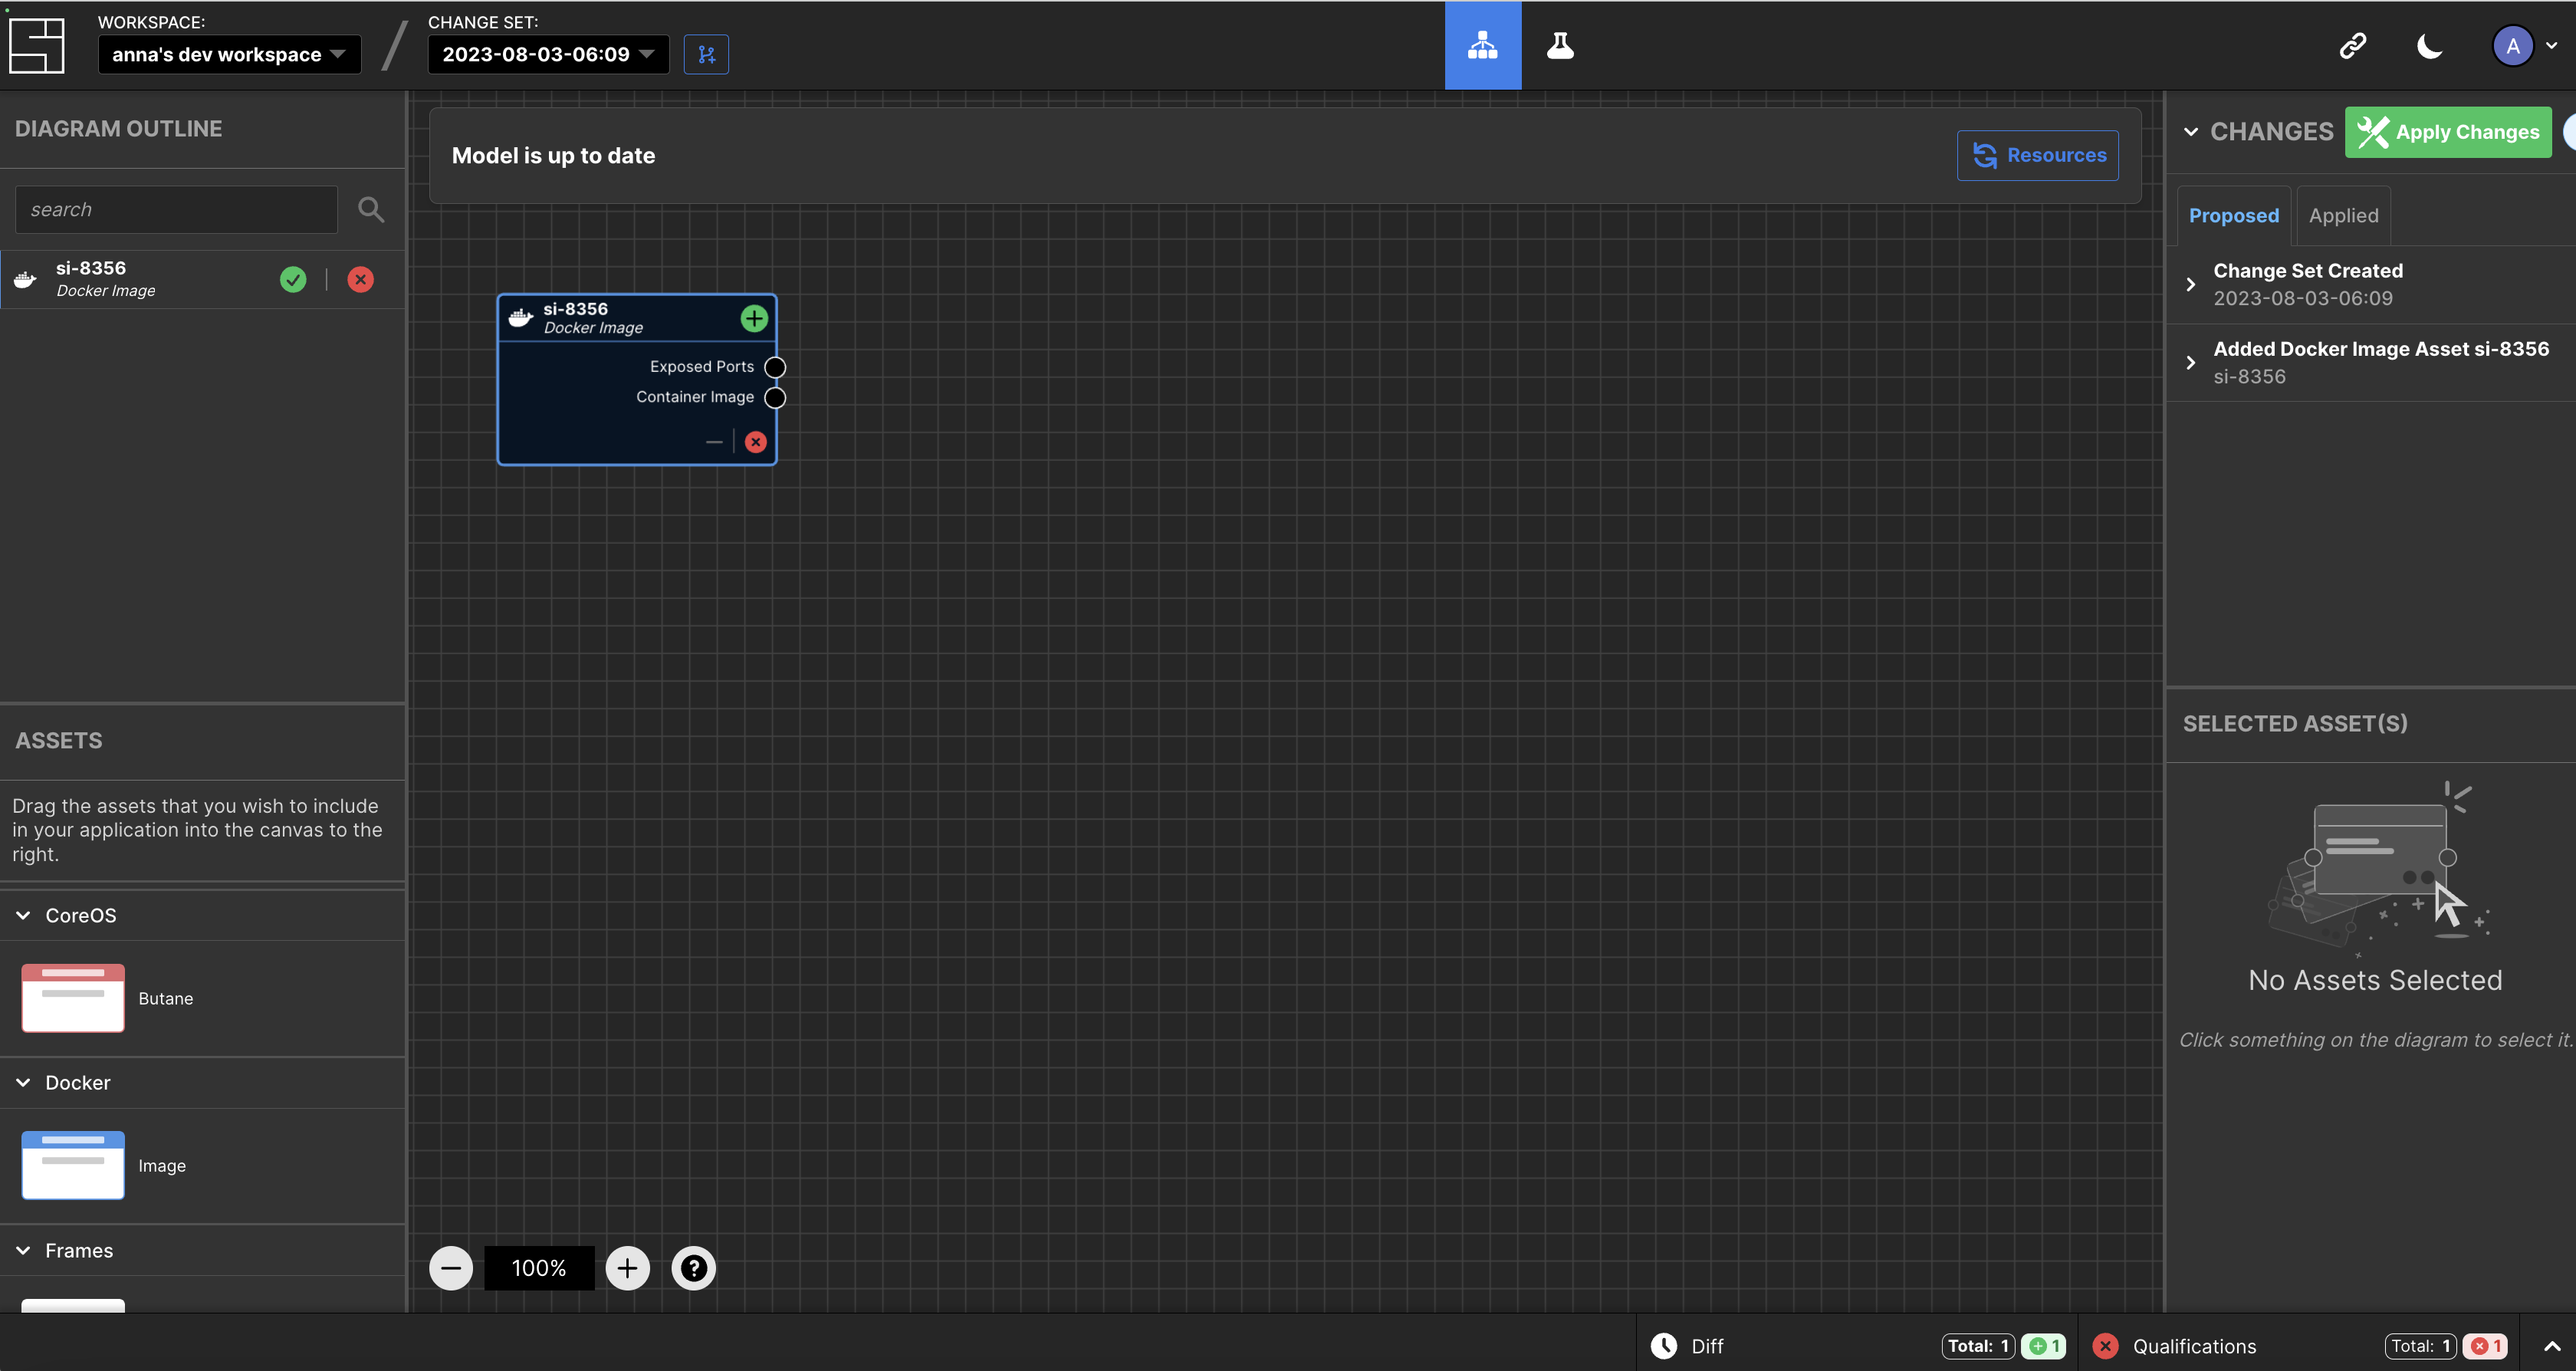 WORKSPACE:
anna's dev workspace
CHANGE SET:
2023-08-03-06:09
A
DIAGRAM OUTLINE
search
si-8356
Docker Image
ASSETS
Drag the assets that you wish to include
in your application into the canvas to the
right.
CoreOS
Butane
Docker
Image
Frames
Model is up to date
Resources
si-8356
Docker Image
Exposed Ports
Container Image
100%
?
CHANGES
Apply Changes
Proposed
Applied
Change Set Created
2023-08-03-06:09
Added Docker Image Asset si-8356
si-8356
SELECTED ASSET(S)
No Assets Selected
Click something on the diagram to select it.
Diff
Total: 1
1
Qualifications
Total: 1
1